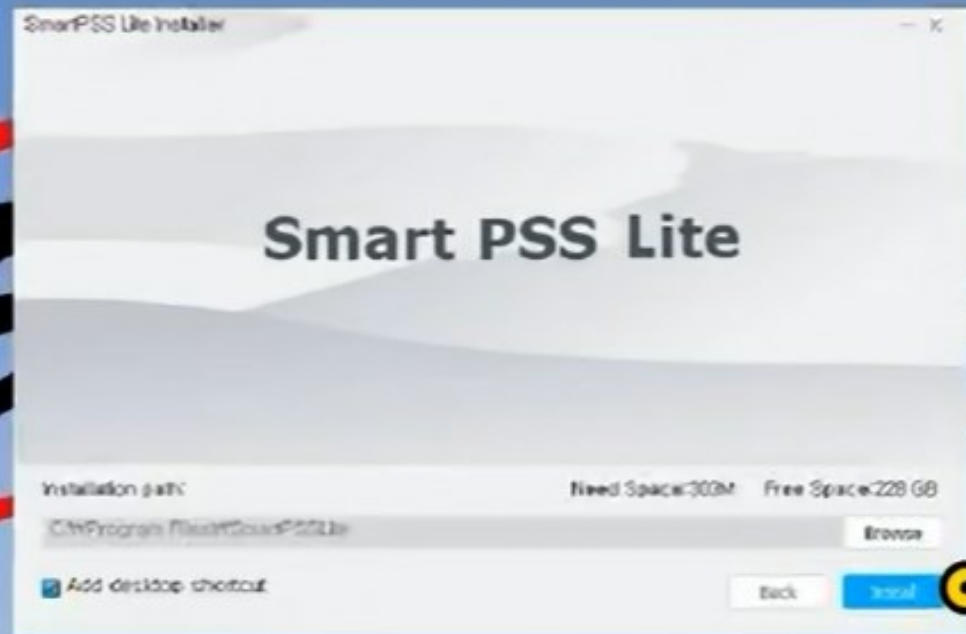 SmartPSS Lite Installer
Smart PSS Lite
Installation path:
Need Space:303M Free Space:228 GB
Browse
Add desktop shortcut
Back Install